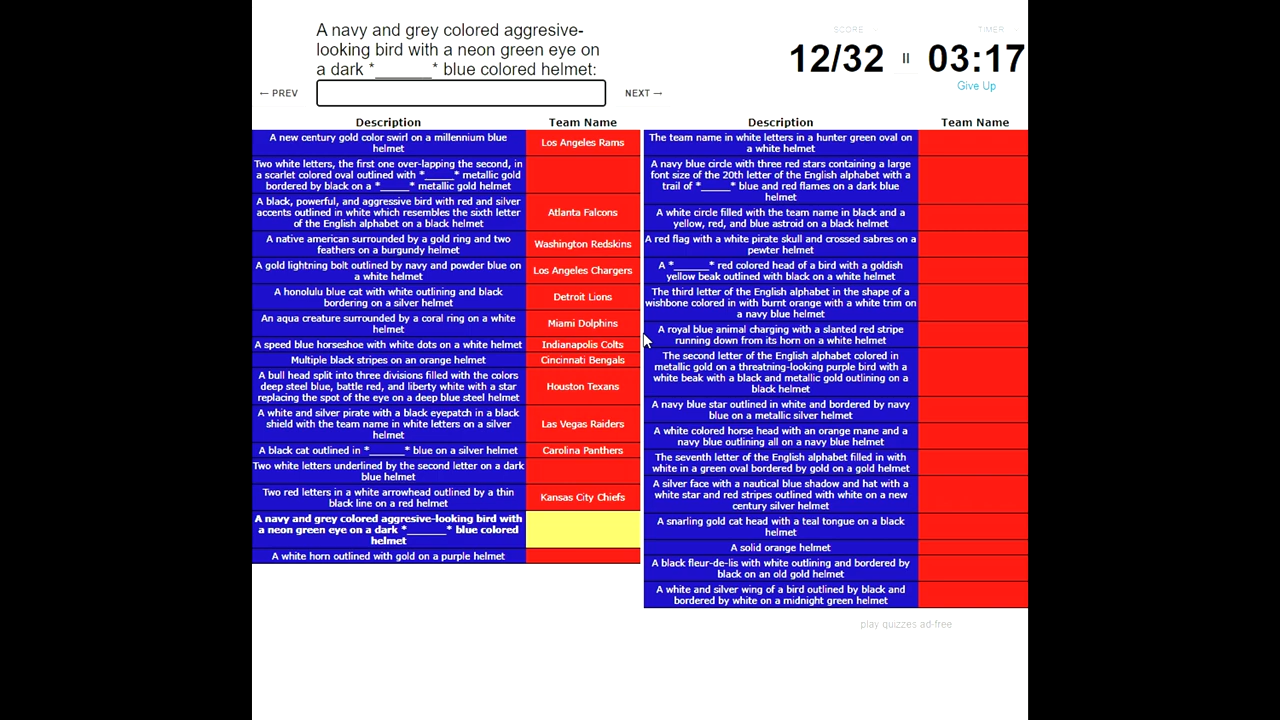 A navy and grey colored aggresive-
looking bird with a neon green eye on
a dark *______* blue colored helmet:
SCORE
TIMER
12/32
03:17
Give Up
← PREV
NEXT →
Description
Team Name
A new century gold color swirl on a millennium blue
helmet
Los Angeles Rams
Two white letters, the first one over-lapping the second, in
a scarlet colored oval outlined with *_____* metallic gold
bordered by black on a *_____* metallic gold helmet
A black, powerful, and aggressive bird with red and silver
accents outlined in white which resembles the sixth letter
of the English alphabet on a black helmet
Atlanta Falcons
A native american surrounded by a gold ring and two
feathers on a burgundy helmet
Washington Redskins
A gold lightning bolt outlined by navy and powder blue on
a white helmet
Los Angeles Chargers
A honolulu blue cat with white outlining and black
bordering on a silver helmet
Detroit Lions
An aqua creature surrounded by a coral ring on a white
helmet
Miami Dolphins
A speed blue horseshoe with white dots on a white helmet
Indianapolis Colts
Multiple black stripes on an orange helmet
Cincinnati Bengals
A bull head split into three divisions filled with the colors
deep steel blue, battle red, and liberty white with a star
replacing the spot of the eye on a deep blue steel helmet
Houston Texans
A white and silver pirate with a black eyepatch in a black
shield with the team name in white letters on a silver
helmet
Las Vegas Raiders
A black cat outlined in *______* blue on a silver helmet
Carolina Panthers
Two white letters underlined by the second letter on a dark
blue helmet
Two red letters in a white arrowhead outlined by a thin
black line on a red helmet
Kansas City Chiefs
A navy and grey colored aggresive-looking bird with
a neon green eye on a dark *_______* blue colored
helmet
A white horn outlined with gold on a purple helmet
Description
Team Name
The team name in white letters in a hunter green oval on
a white helmet
A navy blue circle with three red stars containing a large
font size of the 20th letter of the English alphabet with a
trail of *_____* blue and red flames on a dark blue
helmet
A white circle filled with the team name in black and a
yellow, red, and blue astroid on a black helmet
A red flag with a white pirate skull and crossed sabres on a
pewter helmet
A *______* red colored head of a bird with a goldish
yellow beak outlined with black on a white helmet
The third letter of the English alphabet in the shape of a
wishbone colored in with burnt orange with a white trim on
a navy blue helmet
A royal blue animal charging with a slanted red stripe
running down from its horn on a white helmet
The second letter of the English alphabet colored in
metallic gold on a threatning-looking purple bird with a
white beak with a black and metallic gold outlining on a
black helmet
A navy blue star outlined in white and bordered by navy
blue on a metallic silver helmet
A white colored horse head with an orange mane and a
navy blue outlining all on a navy blue helmet
The seventh letter of the English alphabet filled in with
white in a green oval bordered by gold on a gold helmet
A silver face with a nautical blue shadow and hat with a
white star and red stripes outlined with white on a new
century silver helmet
A snarling gold cat head with a teal tongue on a black
helmet
A solid orange helmet
A black fleur-de-lis with white outlining and bordered by
black on an old gold helmet
A white and silver wing of a bird outlined by black and
bordered by white on a midnight green helmet
play quizzes ad-free